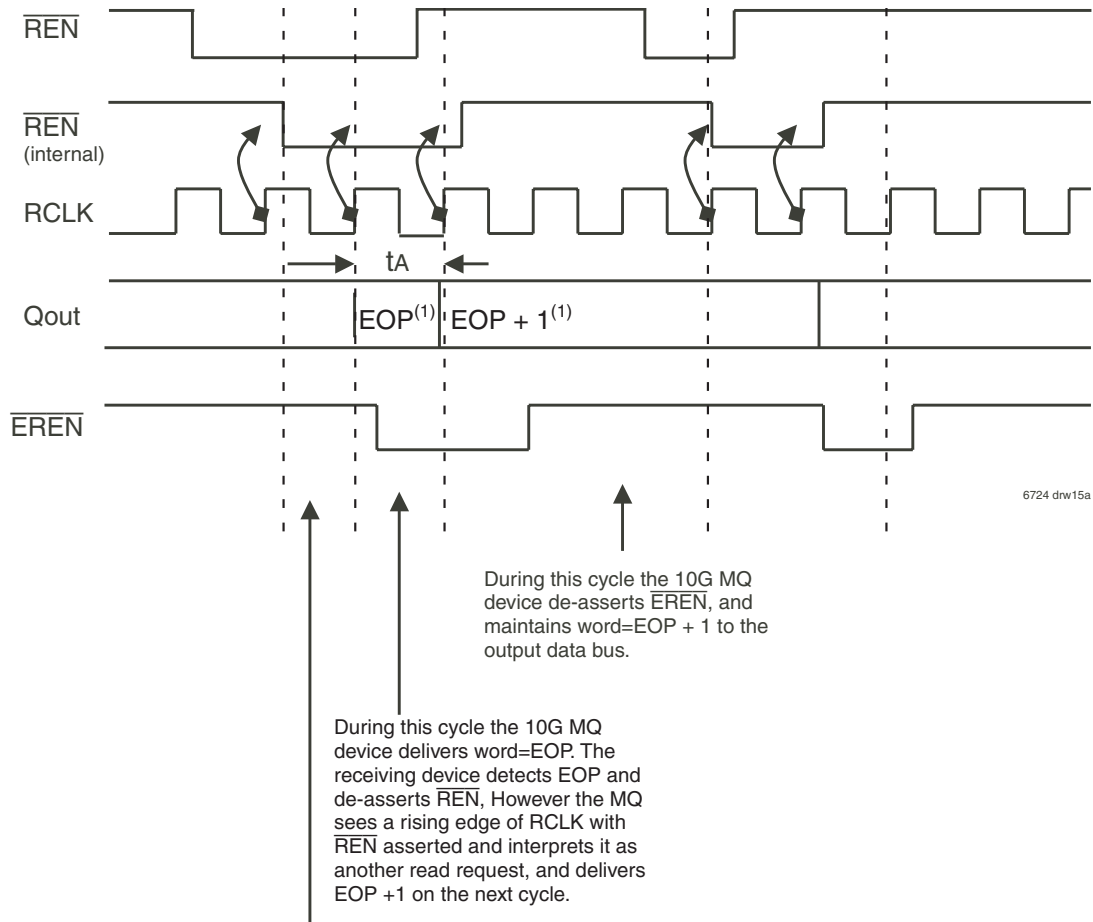 REN
REN
(internal)
RCLK
tA
Qout
EOP(1)
EOP + 1(1)
EREN
6724 drw15a
During this cycle the 10G MQ
device de-asserts EREN, and
maintains word=EOP + 1 to the
output data bus.
During this cycle the 10G MQ
device delivers word=EOP. The
receiving device detects EOP and
de-asserts REN, However the MQ
sees a rising edge of RCLK with
REN asserted and interprets it as
another read request, and delivers
EOP +1 on the next cycle.